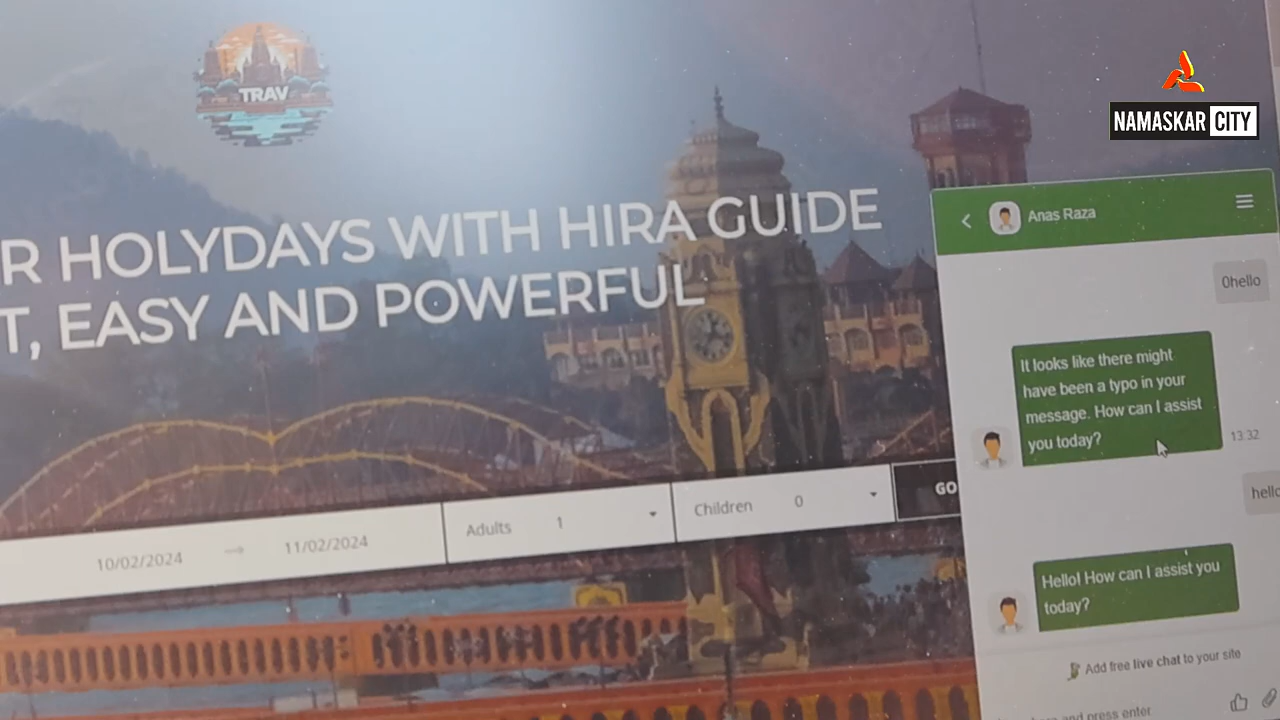 TRAV
NAMASKAR CITY
R HOLYDAYS WITH HIRA GUIDE
T, EASY AND POWERFUL
10/02/2024 → 11/02/2024
Adults 1
Children 0
GO
Anas Raza
0hello
It looks like there might
have been a typo in your
message. How can I assist
you today?
13:32
hello
Hello! How can I assist you
today?
Add free live chat to your site
and press enter